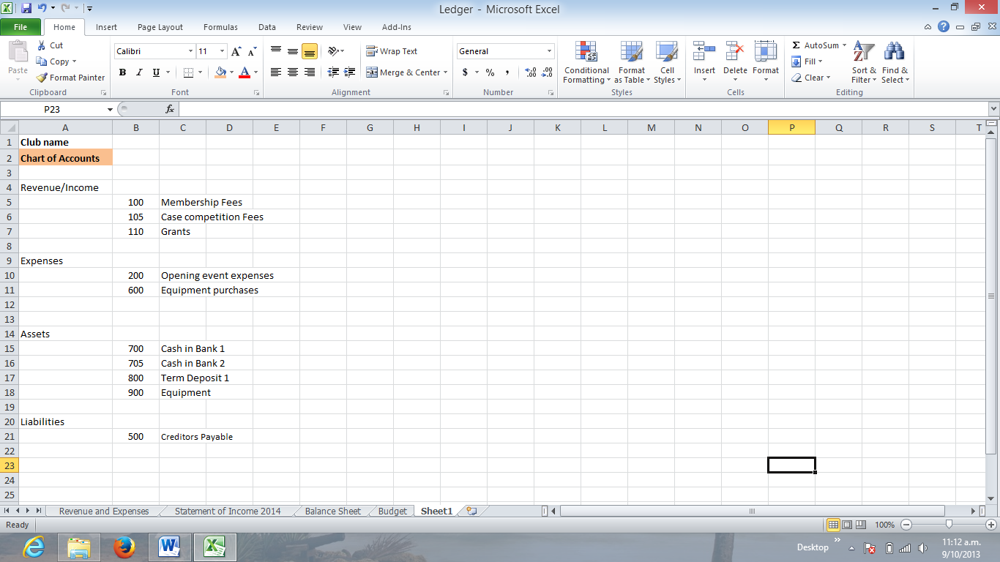 Ledger - Microsoft Excel
File Home Insert Page Layout Formulas Data Review View Add-Ins
Paste
Cut
Copy
Format Painter
Clipboard
Calibri 11
B I U
Font
Wrap Text
Merge & Center
Alignment
General
$ % , .00
Number
Conditional Formatting
Format as Table
Cell Styles
Styles
Insert Delete Format
Cells
Σ AutoSum
Fill
Clear
Sort & Filter
Find & Select
Editing
P23 fx
A B C D E F G H I J K L M N O P Q R S T
1 Club name
2 Chart of Accounts
3
4 Revenue/Income
5 100 Membership Fees
6 105 Case competition Fees
7 110 Grants
8
9 Expenses
10 200 Opening event expenses
11 600 Equipment purchases
12
13
14 Assets
15 700 Cash in Bank 1
16 705 Cash in Bank 2
17 800 Term Deposit 1
18 900 Equipment
19
20 Liabilities
21 500 Creditors Payable
22
23
24
25
Revenue and Expenses Statement of Income 2014 Balance Sheet Budget Sheet1
Ready 100%
Desktop
11:12 a.m.
9/10/2013